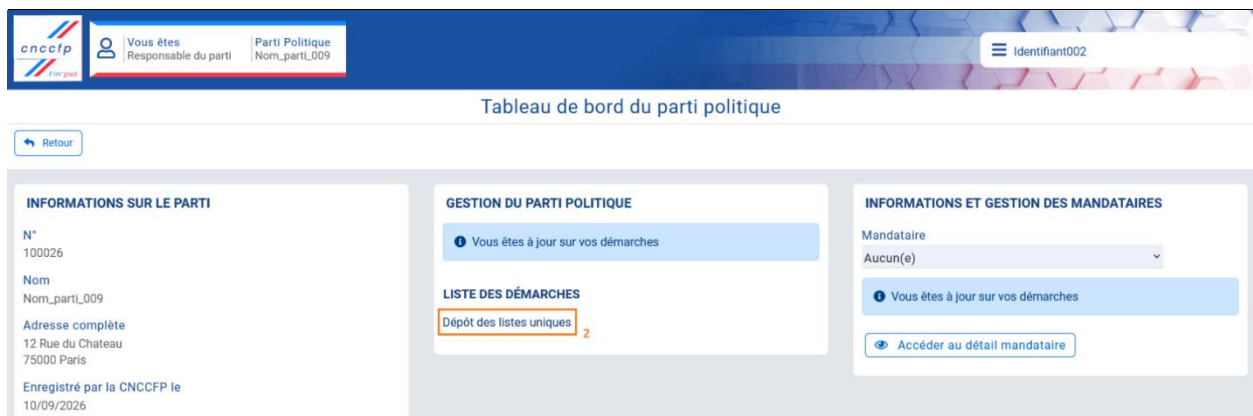 cnccfp
Fin'pol
Vous êtes
Responsable du parti
Parti Politique
Nom_parti_009
Identifiant002
Tableau de bord du parti politique
Retour
INFORMATIONS SUR LE PARTI
N°
100026
Nom
Nom_parti_009
Adresse complète
12 Rue du Chateau
75000 Paris
Enregistré par la CNCCFP le
10/09/2026
GESTION DU PARTI POLITIQUE
Vous êtes à jour sur vos démarches
LISTE DES DÉMARCHES
Dépôt des listes uniques
2
INFORMATIONS ET GESTION DES MANDATAIRES
Mandataire
Aucun(e)
Vous êtes à jour sur vos démarches
Accéder au détail mandataire